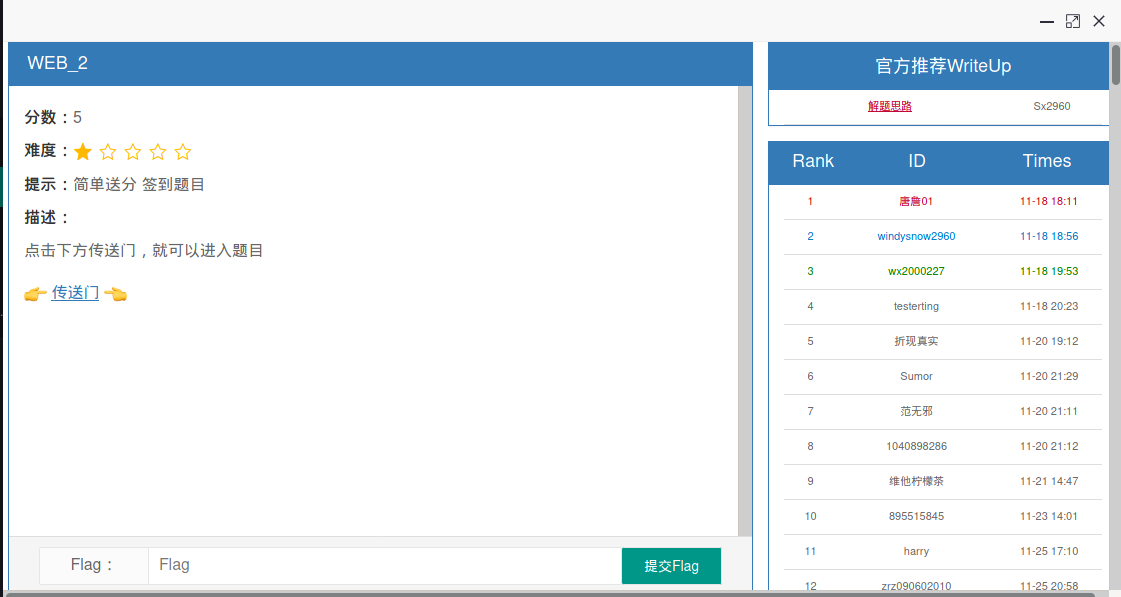 WEB_2
分数：5
难度：
提示：简单送分 签到题目
描述：
点击下方传送门，就可以进入题目
传送门
Flag：
Flag
提交Flag
官方推荐WriteUp
解题思路 Sx2960
Rank ID Times
1 唐詹01 11-18 18:11
2 windysnow2960 11-18 18:56
3 wx2000227 11-18 19:53
4 testerting 11-18 20:23
5 折现真实 11-20 19:12
6 Sumor 11-20 21:29
7 范无邪 11-20 21:11
8 1040898286 11-20 21:12
9 维他柠檬茶 11-21 14:47
10 895515845 11-23 14:01
11 harry 11-25 17:10
12 zrz090602010 11-25 20:58